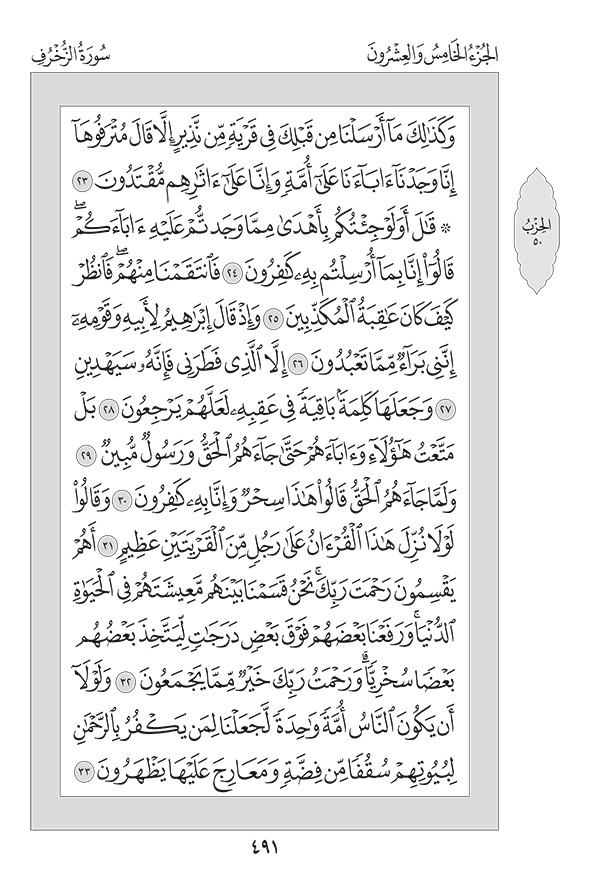 الجُزْءُ الخَامِسُ وَالعِشْرُونَ
سُورَةُ الزُّخْرُفِ
وَكَذَٰلِكَ مَآ أَرْسَلْنَا مِن قَبْلِكَ فِي قَرْيَةٖ مِّن نَّذِيرٍ إِلَّا قَالَ مُتْرَفُوهَآ
إِنَّا وَجَدْنَآ ءَابَآءَنَا عَلَىٰٓ أُمَّةٖ وَإِنَّا عَلَىٰٓ ءَاثَٰرِهِم مُّقْتَدُونَ ٢٣
۞ قَٰلَ أَوَلَوْ جِئْتُكُم بِأَهْدَىٰ مِمَّا وَجَدتُّمْ عَلَيْهِ ءَابَآءَكُمْۖ
قَالُوٓاْ إِنَّا بِمَآ أُرْسِلْتُم بِهِۦ كَٰفِرُونَ ٢٤ فَٱنتَقَمْنَا مِنْهُمْۖ فَٱنظُرْ
كَيْفَ كَانَ عَٰقِبَةُ ٱلْمُكَذِّبِينَ ٢٥ وَإِذْ قَالَ إِبْرَٰهِيمُ لِأَبِيهِ وَقَوْمِهِۦٓ
إِنَّنِي بَرَآءٞ مِّمَّا تَعْبُدُونَ ٢٦ إِلَّا ٱلَّذِي فَطَرَنِي فَإِنَّهُۥ سَيَهْدِينِ
٢٧ وَجَعَلَهَا كَلِمَةَۢ بَاقِيَةٗ فِي عَقِبِهِۦ لَعَلَّهُمْ يَرْجِعُونَ ٢٨ بَلْ
مَتَّعْتُ هَٰٓؤُلَآءِ وَءَابَآءَهُمْ حَتَّىٰ جَآءَهُمُ ٱلْحَقُّ وَرَسُولٞ مُّبِينٞ ٢٩
وَلَمَّا جَآءَهُمُ ٱلْحَقُّ قَالُواْ هَٰذَا سِحْرٞ وَإِنَّا بِهِۦ كَٰفِرُونَ ٣٠ وَقَالُواْ
لَوْلَا نُزِّلَ هَٰذَا ٱلْقُرْءَانُ عَلَىٰ رَجُلٖ مِّنَ ٱلْقَرْيَتَيْنِ عَظِيمٍ ٣١ أَهُمْ
يَقْسِمُونَ رَحْمَتَ رَبِّكَۚ نَحْنُ قَسَمْنَا بَيْنَهُم مَّعِيشَتَهُمْ فِي ٱلْحَيَوٰةِ
ٱلدُّنْيَاۚ وَرَفَعْنَا بَعْضَهُمْ فَوْقَ بَعْضٖ دَرَجَٰتٖ لِّيَتَّخِذَ بَعْضُهُم
بَعْضٗا سُخْرِيّٗاۗ وَرَحْمَتُ رَبِّكَ خَيْرٞ مِّمَّا يَجْمَعُونَ ٣٢ وَلَوْلَآ
أَن يَكُونَ ٱلنَّاسُ أُمَّةٗ وَٰحِدَةٗ لَّجَعَلْنَا لِمَن يَكْفُرُ بِٱلرَّحْمَٰنِ
لِبُيُوتِهِمْ سُقُفٗا مِّن فِضَّةٖ وَمَعَارِجَ عَلَيْهَا يَظْهَرُونَ ٣٣
الحِزْبُ
٥٠
٤٩١